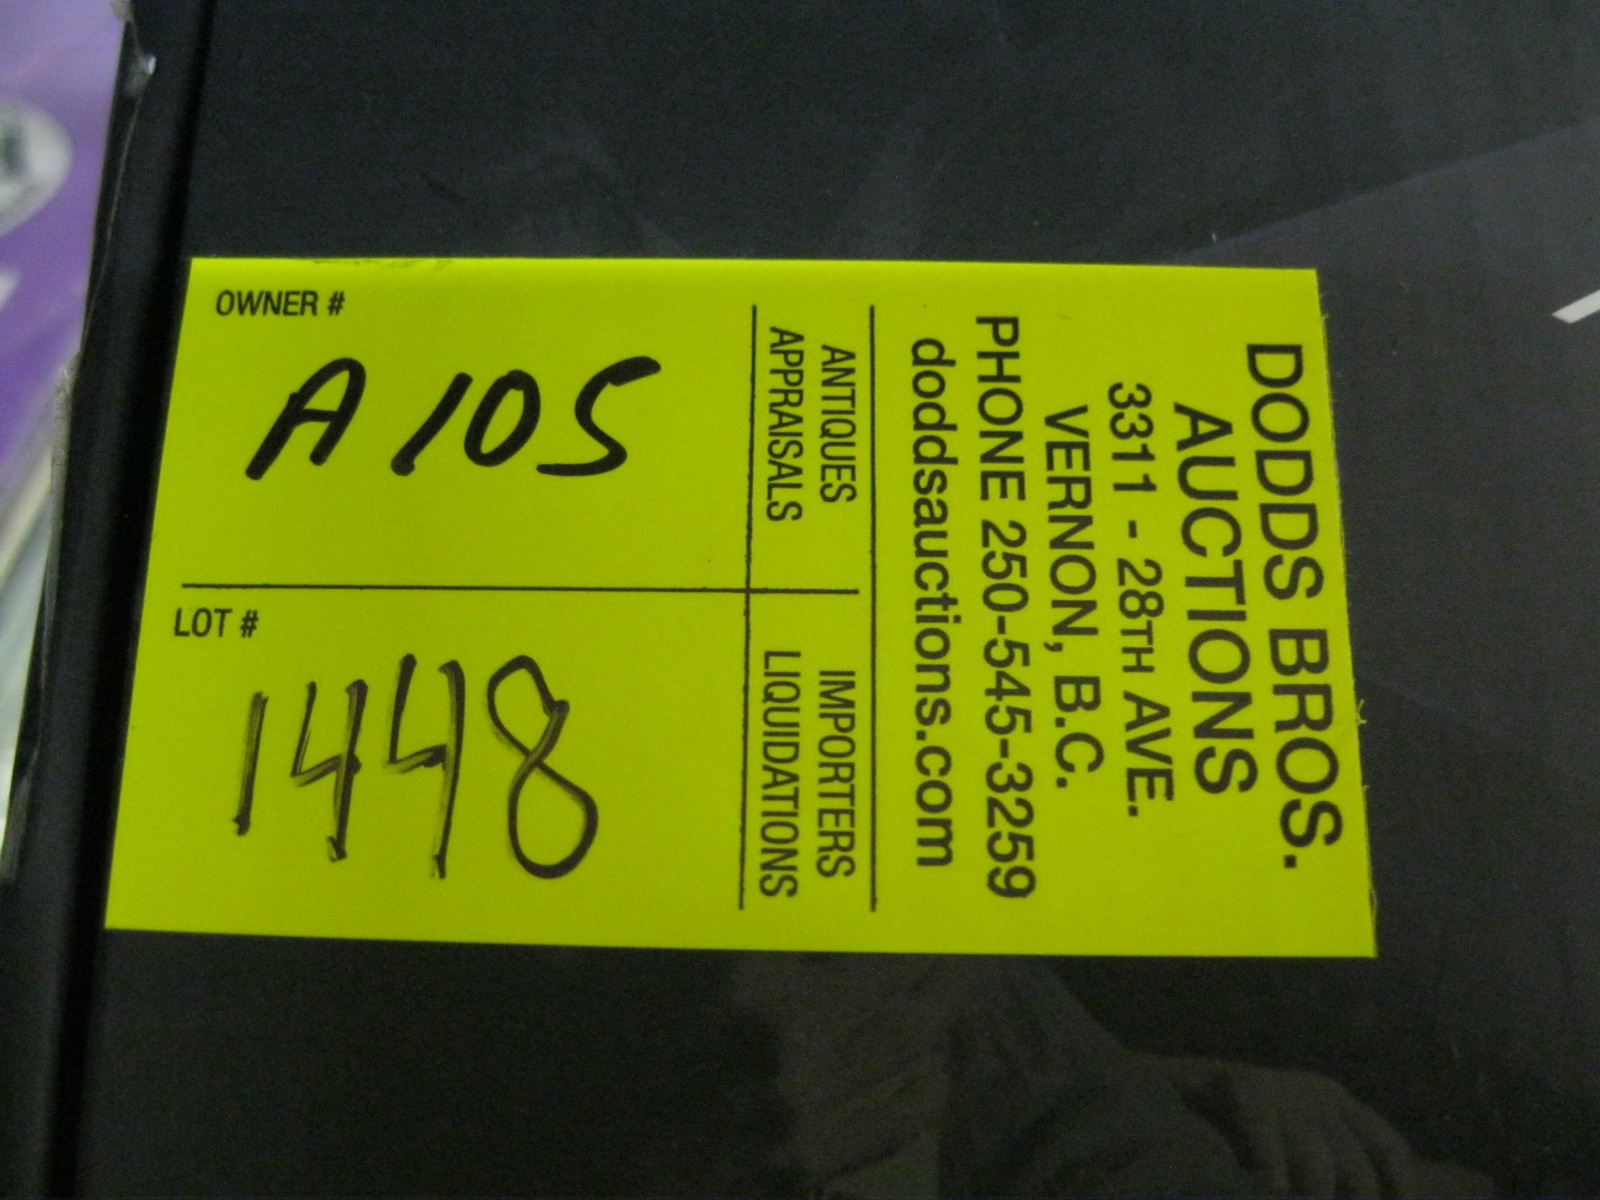 DODDS BROS.
AUCTIONS
3311 - 28TH AVE.
VERNON, B.C.
PHONE 250-545-3259
doddsauctions.com
ANTIQUES
APPRAISALS
IMPORTERS
LIQUIDATIONS
OWNER #
A105
LOT #
1448